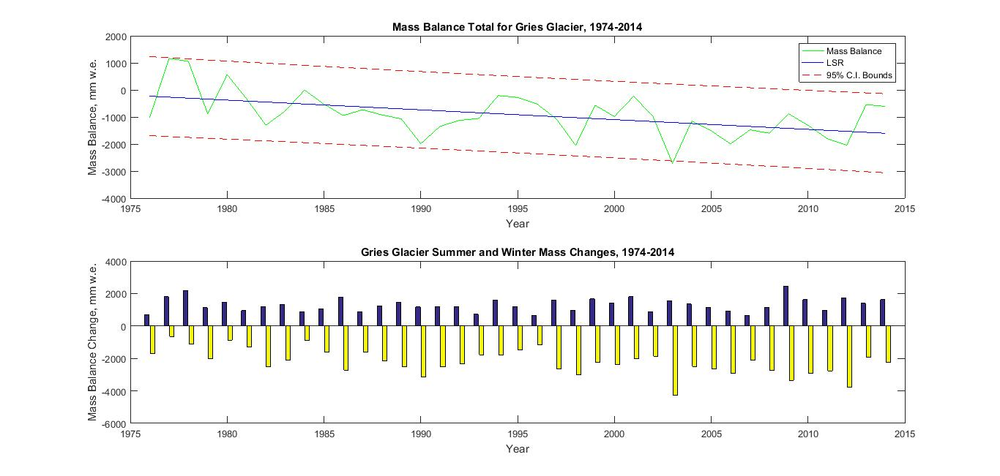 Mass Balance Total for Gries Glacier, 1974-2014
Mass Balance, mm w.e.
2000
1000
0
-1000
-2000
-3000
-4000
Mass Balance
LSR
95% C.I. Bounds
1975 1980 1985 1990 1995 2000 2005 2010 2015
Year
Gries Glacier Summer and Winter Mass Changes, 1974-2014
Mass Balance Change, mm w.e.
4000
2000
0
-2000
-4000
-6000
1975 1980 1985 1990 1995 2000 2005 2010 2015
Year